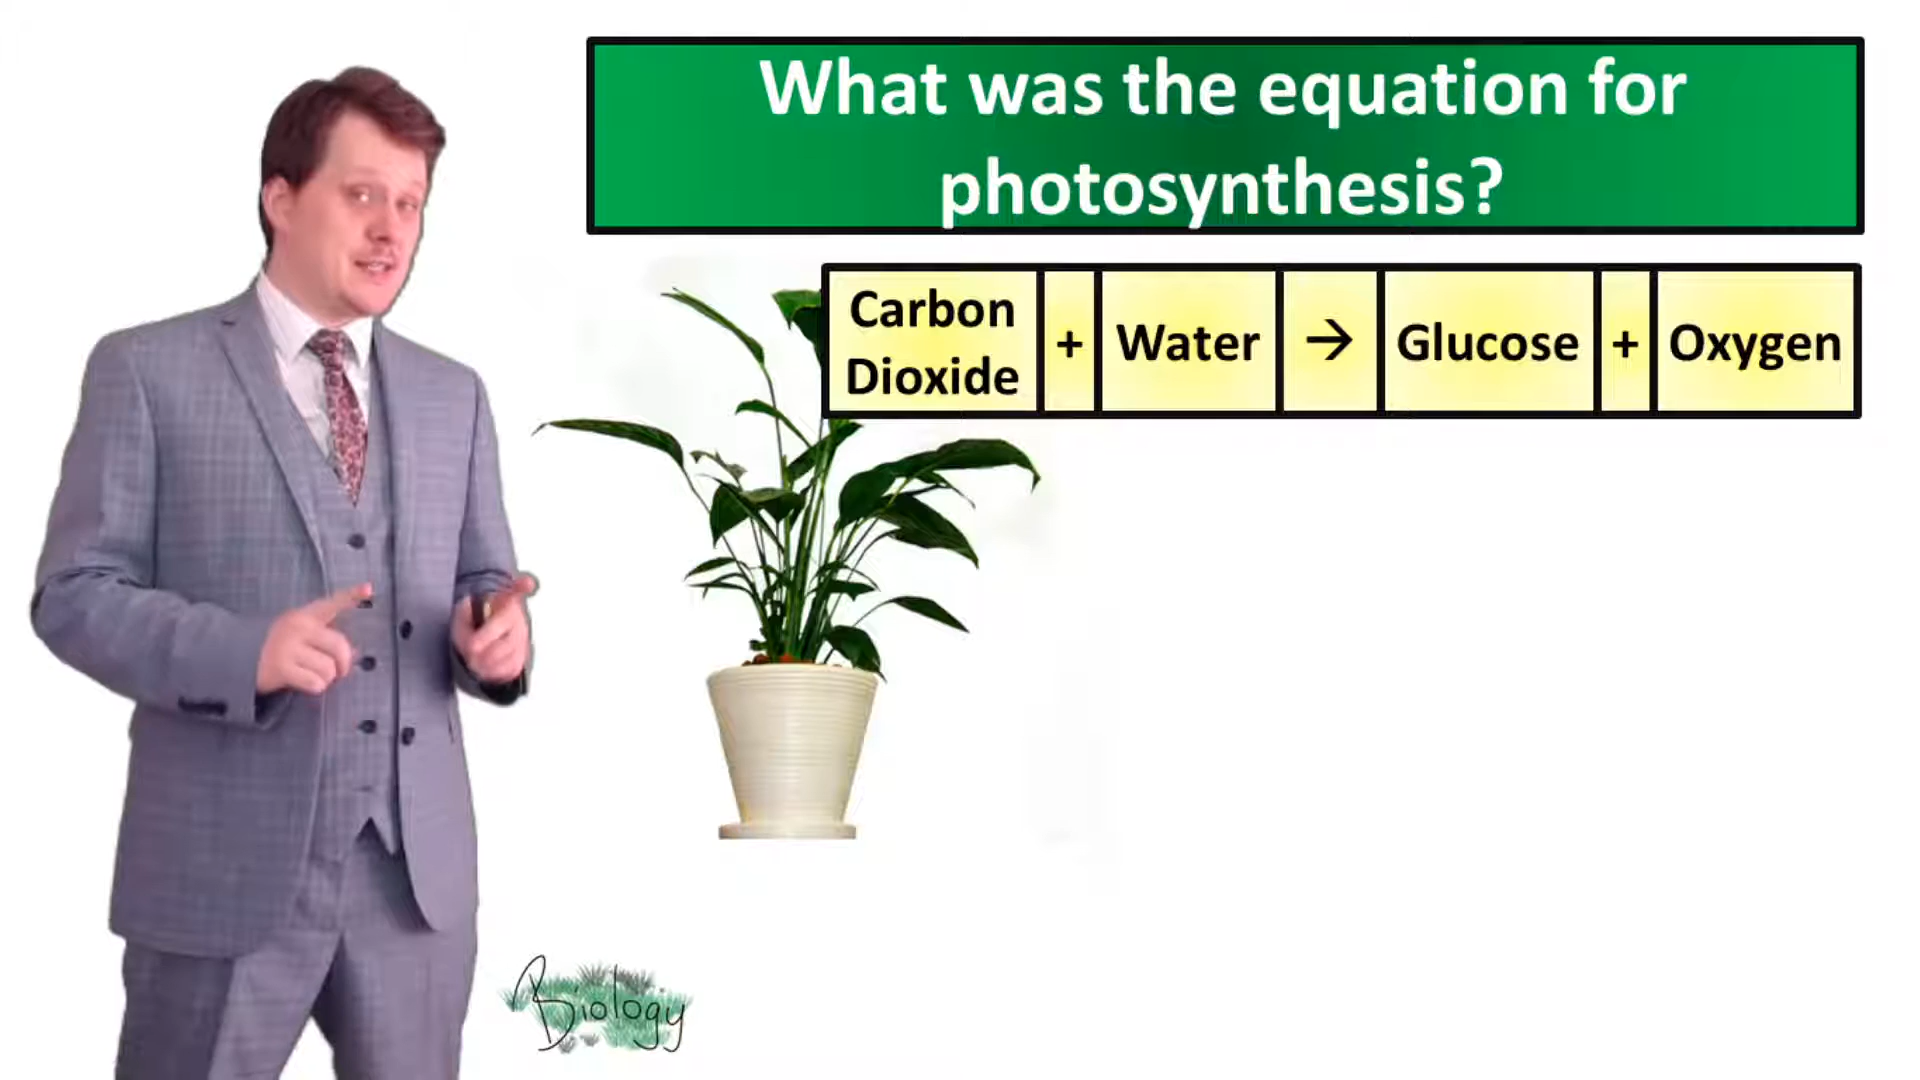 What was the equation for
photosynthesis?
Carbon
Dioxide + Water → Glucose + Oxygen
Biology